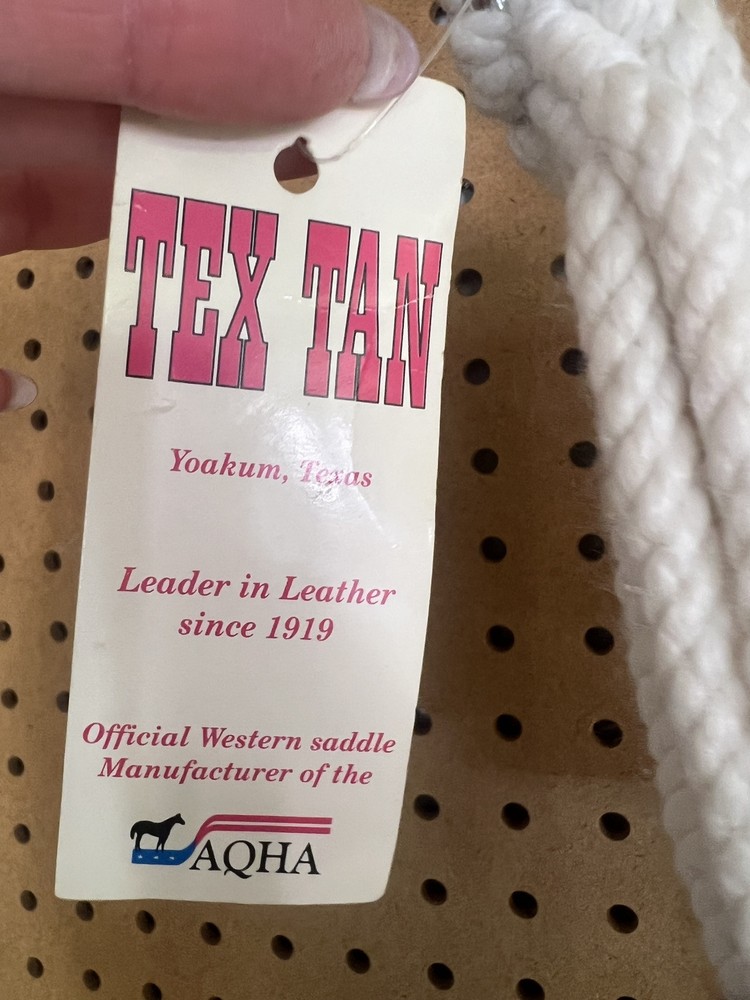 TEX TAN
Yoakum, Texas
Leader in Leather
since 1919
Official Western saddle
Manufacturer of the
AQHA